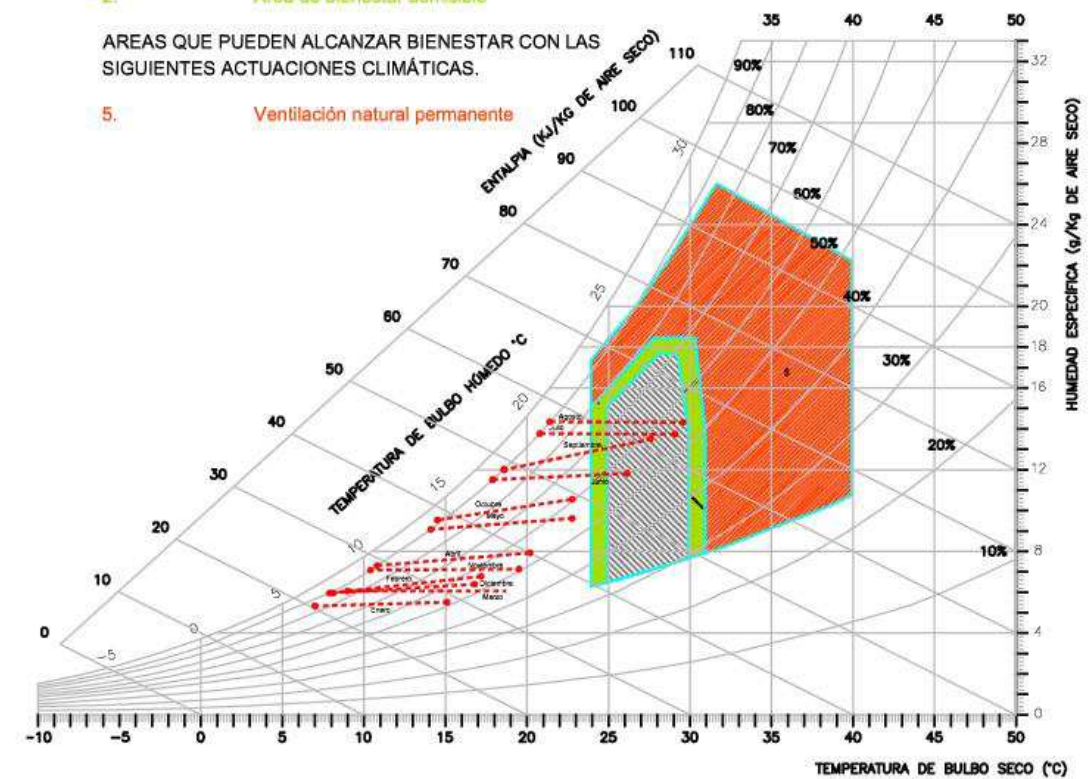 2. Área de bienestar admisible
AREAS QUE PUEDEN ALCANZAR BIENESTAR CON LAS
SIGUIENTES ACTUACIONES CLIMÁTICAS.
5. Ventilación natural permanente
ENTALPIA (KJ/KG DE AIRE SECO)
0
10
20
30
40
50
60
70
80
90
100
110
TEMPERATURA DE BULBO HÚMEDO °C
-5
0
5
10
15
20
25
30
35
40
45
50
90%
80%
70%
60%
50%
40%
30%
20%
10%
Agosto
Julio
Septiembre
Junio
Octubre
Mayo
Abril
Noviembre
Febrero
Diciembre
Marzo
Enero
32
28
24
20
18
16
12
8
4
0
HUMEDAD ESPECÍFICA (g/Kg DE AIRE SECO)
-10
-5
0
5
10
15
20
25
30
35
40
45
50
TEMPERATURA DE BULBO SECO (°C)